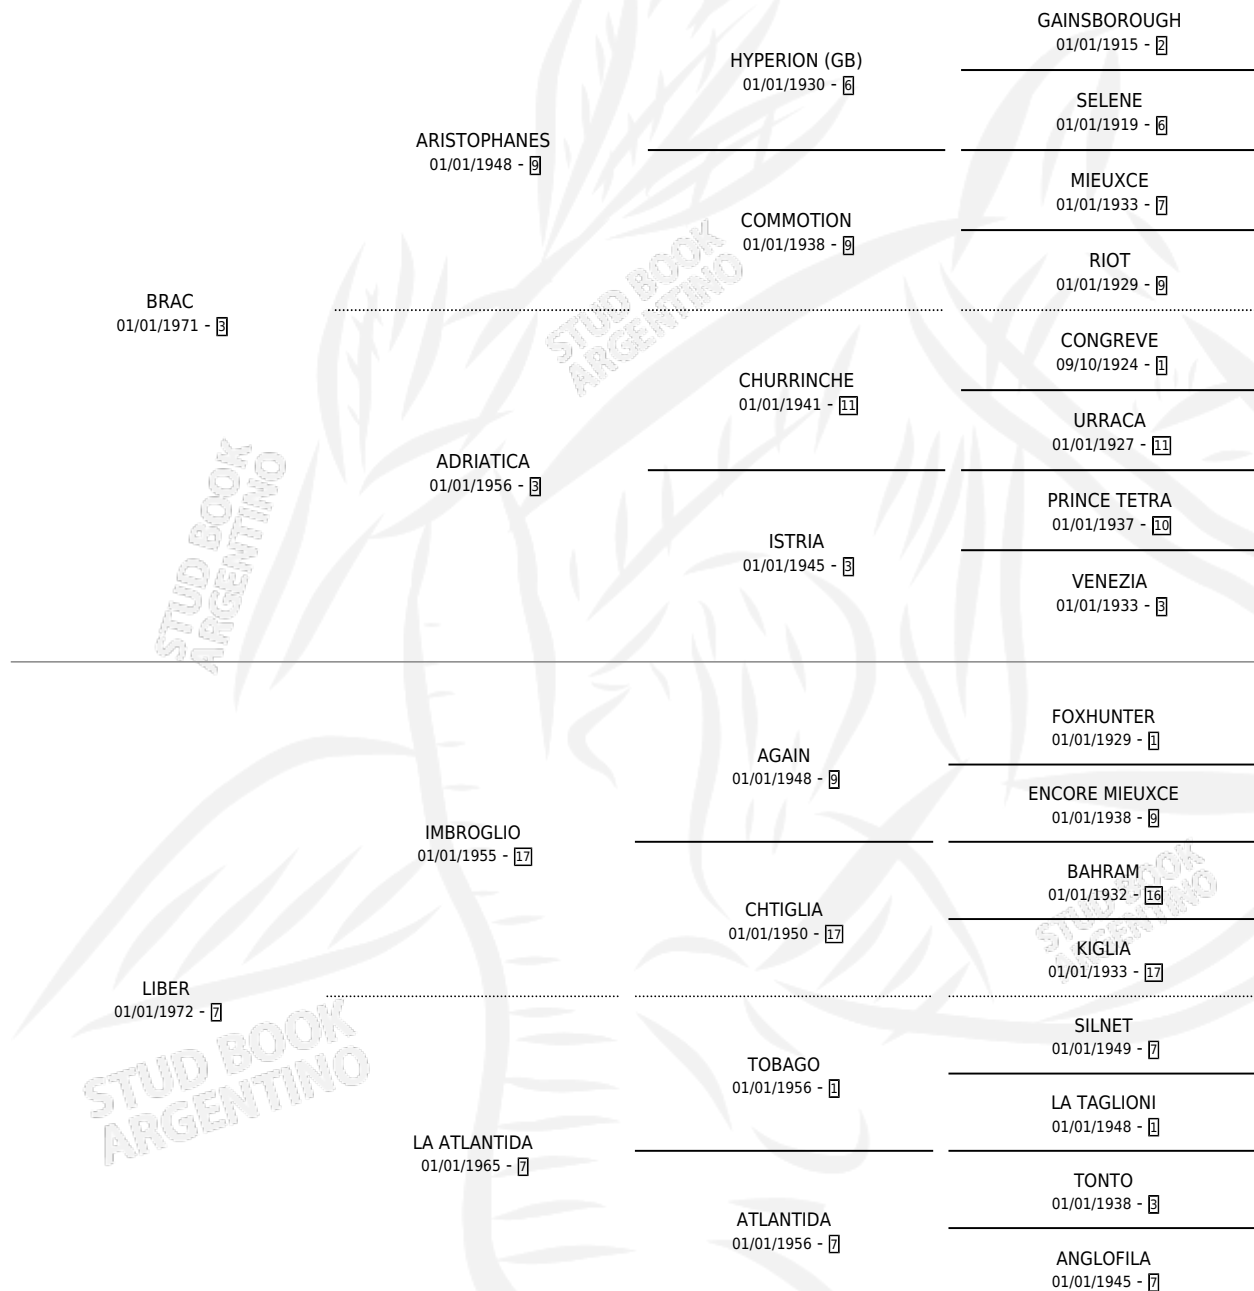 GAINSBOROUGH
01/01/1915 - 2
HYPERION (GB)
01/01/1930 - 6
SELENE
01/01/1919 - 6
ARISTOPHANES
01/01/1948 - 9
MIEUXCE
01/01/1933 - 7
COMMOTION
01/01/1938 - 9
RIOT
01/01/1929 - 9
BRAC
01/01/1971 - 3
CONGREVE
09/10/1924 - 1
CHURRINCHE
01/01/1941 - 11
URRACA
01/01/1927 - 11
ADRIATICA
01/01/1956 - 3
PRINCE TETRA
01/01/1937 - 10
ISTRIA
01/01/1945 - 3
VENEZIA
01/01/1933 - 3
FOXHUNTER
01/01/1929 - 1
AGAIN
01/01/1948 - 9
ENCORE MIEUXCE
01/01/1938 - 9
IMBROGLIO
01/01/1955 - 17
BAHRAM
01/01/1932 - 16
CHTIGLIA
01/01/1950 - 17
KIGLIA
01/01/1933 - 17
LIBER
01/01/1972 - 7
SILNET
01/01/1949 - 7
TOBAGO
01/01/1956 - 1
LA TAGLIONI
01/01/1948 - 1
LA ATLANTIDA
01/01/1965 - 7
TONTO
01/01/1938 - 3
ATLANTIDA
01/01/1956 - 7
ANGLOFILA
01/01/1945 - 7
STUD BOOK
ARGENTINO
STUD BOOK
ARGENTINO
STUD BOOK
ARGENTINO
STUD BOOK
ARGENTINO